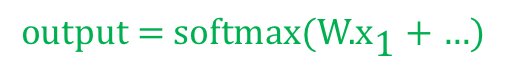 output = softmax(W.x₁ + ...)